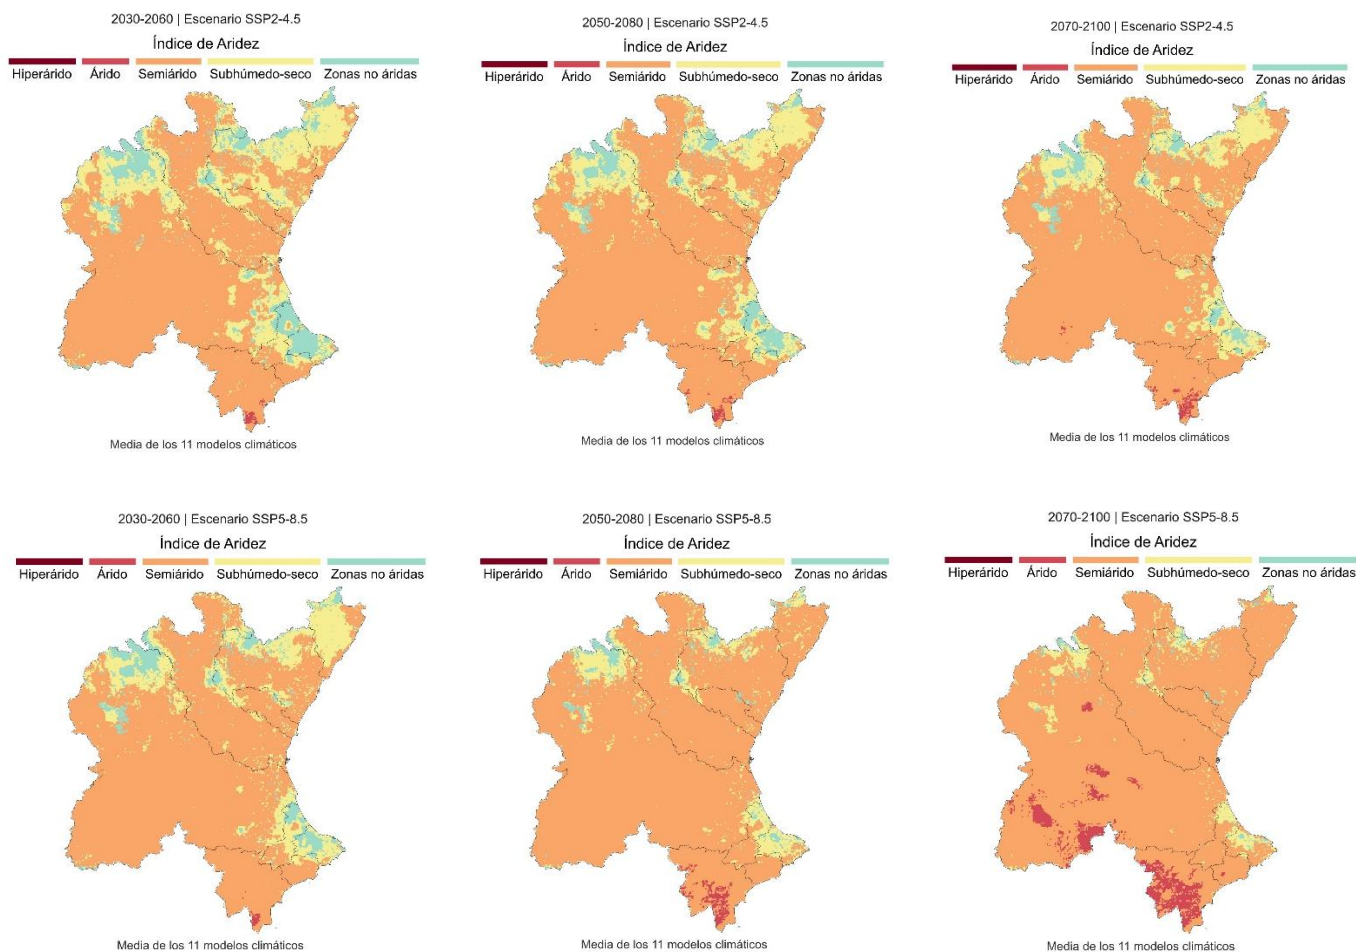 2030-2060 | Escenario SSP2-4.5
Índice de Aridez
Hiperárido Árido Semiárido Subhúmedo-seco Zonas no áridas
Media de los 11 modelos climáticos
2050-2080 | Escenario SSP2-4.5
Índice de Aridez
Hiperárido Árido Semiárido Subhúmedo-seco Zonas no áridas
Media de los 11 modelos climáticos
2070-2100 | Escenario SSP2-4.5
Índice de Aridez
Hiperárido Árido Semiárido Subhúmedo-seco Zonas no áridas
Media de los 11 modelos climáticos
2030-2060 | Escenario SSP5-8.5
Índice de Aridez
Hiperárido Árido Semiárido Subhúmedo-seco Zonas no áridas
Media de los 11 modelos climáticos
2050-2080 | Escenario SSP5-8.5
Índice de Aridez
Hiperárido Árido Semiárido Subhúmedo-seco Zonas no áridas
Media de los 11 modelos climáticos
2070-2100 | Escenario SSP5-8.5
Índice de Aridez
Hiperárido Árido Semiárido Subhúmedo-seco Zonas no áridas
Media de los 11 modelos climáticos